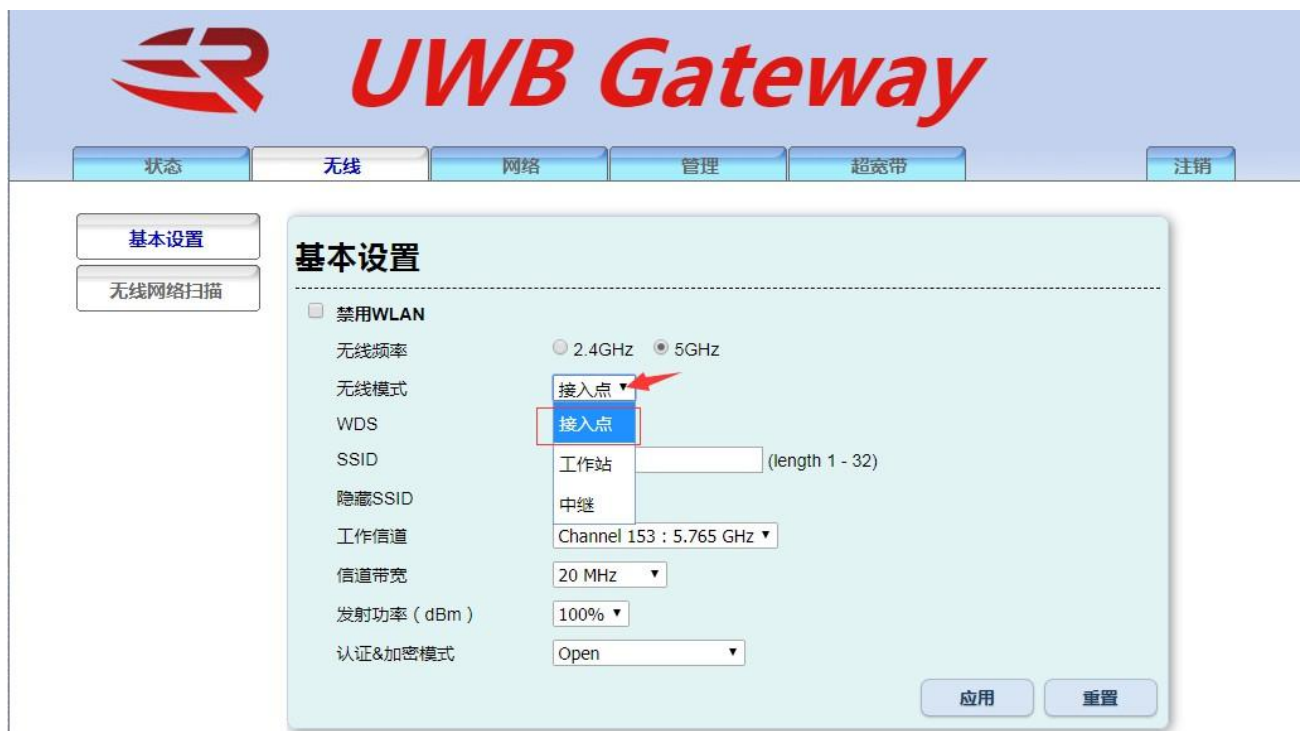 UWB Gateway
状态 无线 网络 管理 超宽带 注销
基本设置
无线网络扫描
基本设置
禁用WLAN
无线频率 2.4GHz 5GHz
无线模式 接入点
接入点
工作站
中继
WDS
SSID (length 1 - 32)
隐藏SSID
工作信道 Channel 153 : 5.765 GHz
信道带宽 20 MHz
发射功率（dBm） 100%
认证&加密模式 Open
应用 重置